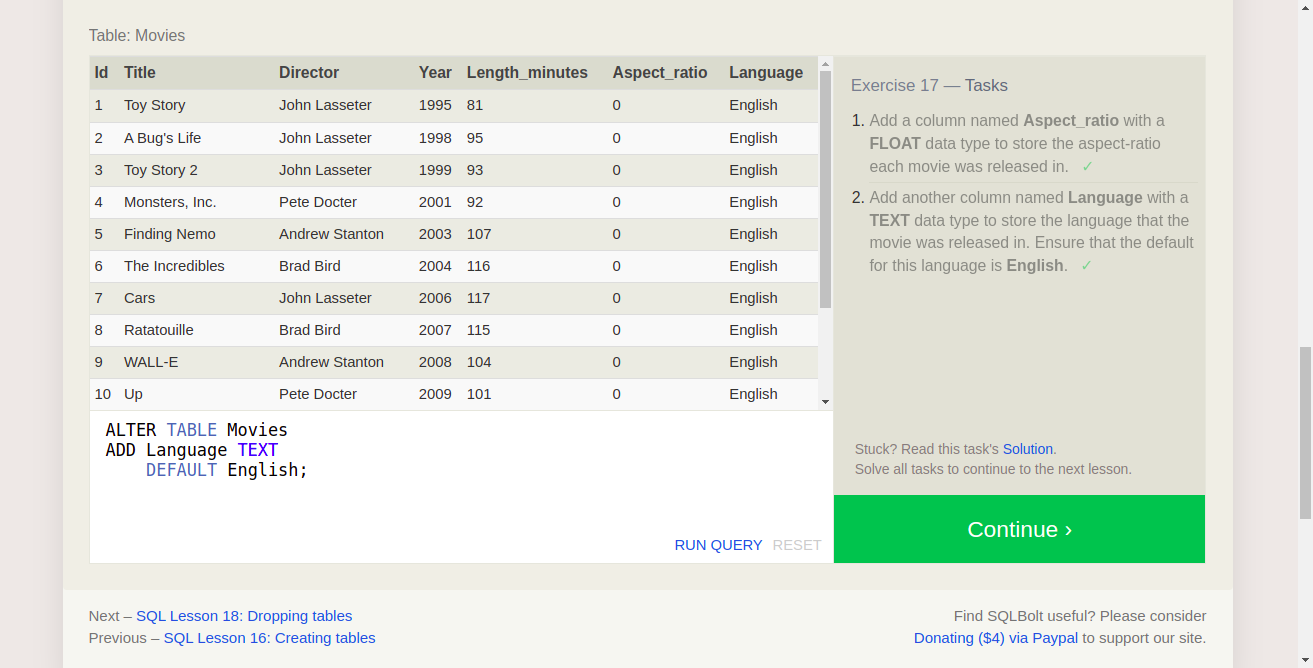 Table: Movies
Id Title Director Year Length_minutes Aspect_ratio Language
1 Toy Story John Lasseter 1995 81 0 English
2 A Bug's Life John Lasseter 1998 95 0 English
3 Toy Story 2 John Lasseter 1999 93 0 English
4 Monsters, Inc. Pete Docter 2001 92 0 English
5 Finding Nemo Andrew Stanton 2003 107 0 English
6 The Incredibles Brad Bird 2004 116 0 English
7 Cars John Lasseter 2006 117 0 English
8 Ratatouille Brad Bird 2007 115 0 English
9 WALL-E Andrew Stanton 2008 104 0 English
10 Up Pete Docter 2009 101 0 English
ALTER TABLE Movies
ADD Language TEXT
DEFAULT English;
RUN QUERY RESET
Exercise 17 — Tasks
1. Add a column named Aspect_ratio with a
FLOAT data type to store the aspect-ratio
each movie was released in. ✓
2. Add another column named Language with a
TEXT data type to store the language that the
movie was released in. Ensure that the default
for this language is English. ✓
Stuck? Read this task's Solution.
Solve all tasks to continue to the next lesson.
Continue ›
Next – SQL Lesson 18: Dropping tables
Previous – SQL Lesson 16: Creating tables
Find SQLBolt useful? Please consider
Donating ($4) via Paypal to support our site.